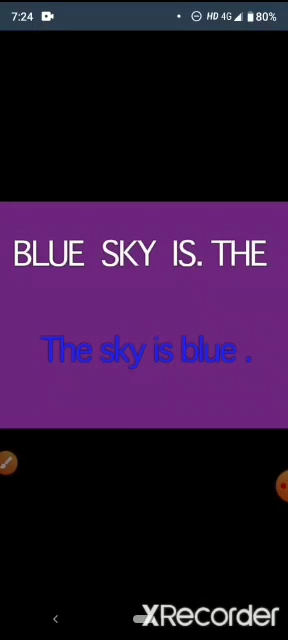 7:24 HD 4G 80%
BLUE SKY IS. THE
The sky is blue .
XRecorder